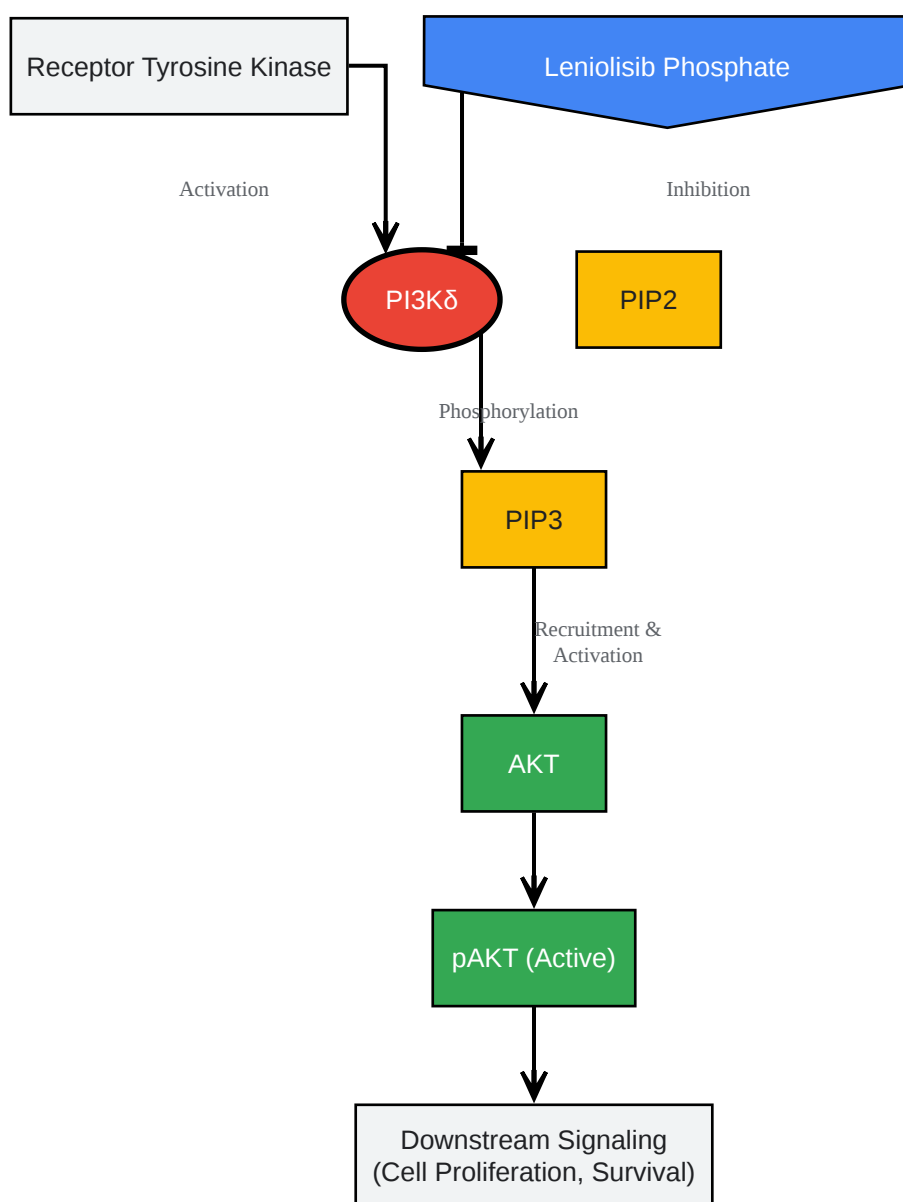 Receptor Tyrosine Kinase
Leniolisib Phosphate
Activation
Inhibition
PI3Kδ
PIP2
Phosphorylation
PIP3
Recruitment &
Activation
AKT
pAKT (Active)
Downstream Signaling
(Cell Proliferation, Survival)